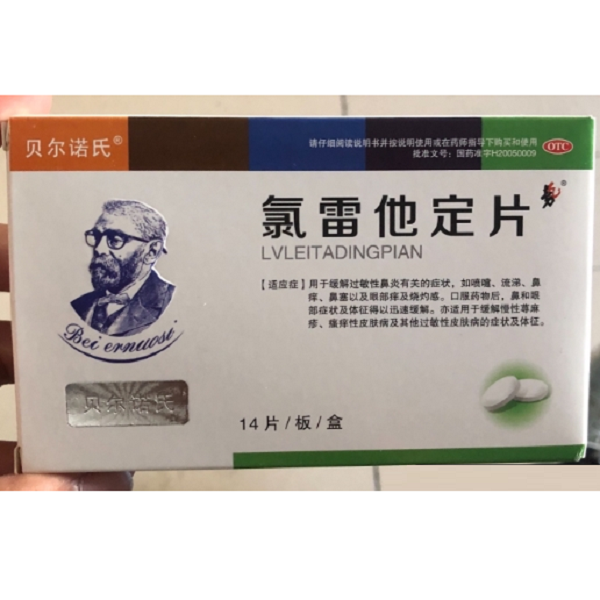 贝尔诺氏®
请仔细阅读说明书并按说明使用或在药师指导下购买和使用
批准文号：国药准字H20050009
OTC
氯雷他定片
LVLEITADINGPIAN
【适应症】用于缓解过敏性鼻炎有关的症状，如喷嚏、流涕、鼻
痒、鼻塞以及眼部痒及烧灼感。口服药物后，鼻和眼
部症状及体征得以迅速缓解。亦适用于缓解慢性荨麻
疹、瘙痒性皮肤病及其他过敏性皮肤病的症状及体征。
Bei ernuosi
贝尔诺氏
14片/板/盒